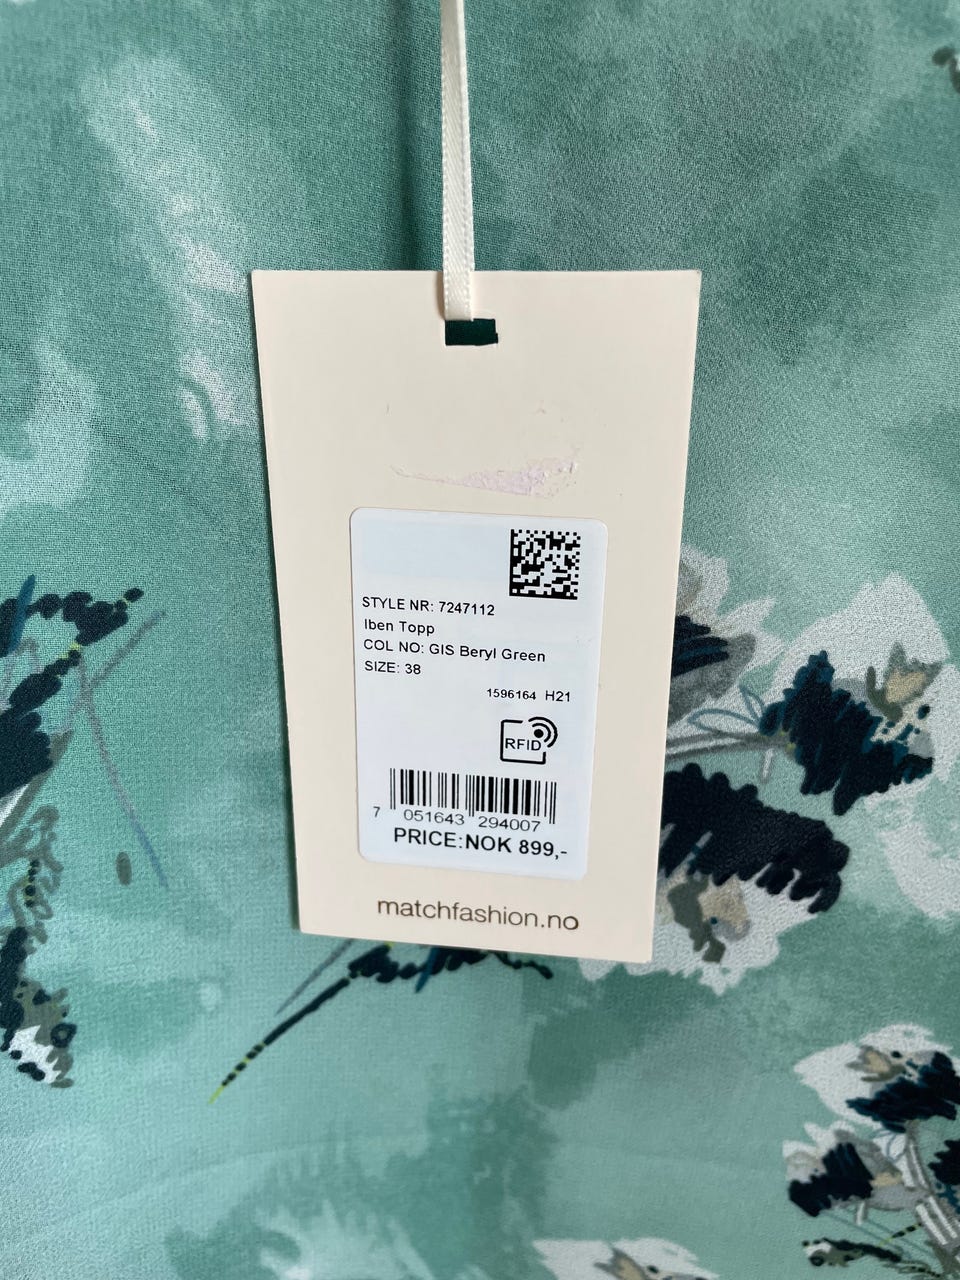 STYLE NR: 7247112
Iben Topp
COL NO: GIS Beryl Green
SIZE: 38
1596164 H21
RFID
7 051643 294007
PRICE:NOK 899,-
matchfashion.no